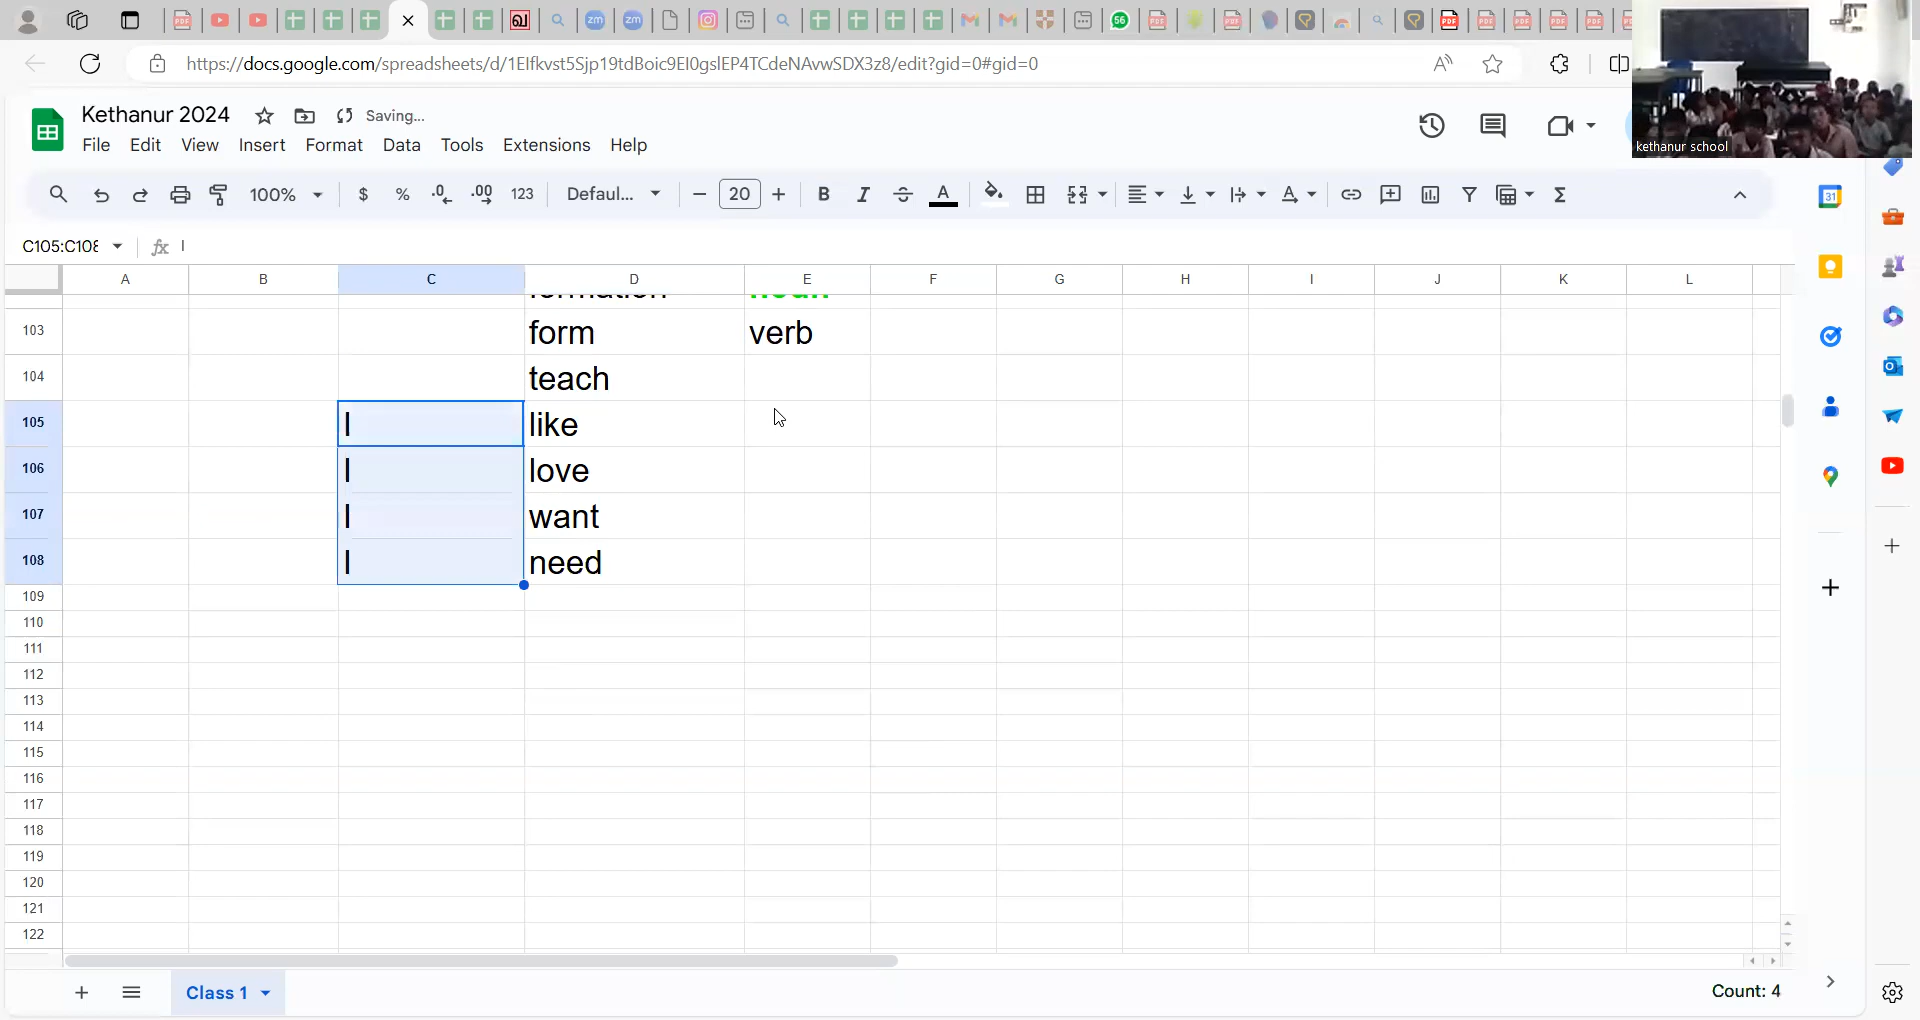 https://docs.google.com/spreadsheets/d/1EIfkvst5Sjp19tdBoic9EI0gslEP4TCdeNAvwSDX3z8/edit?gid=0#gid=0
kethanur school
Kethanur 2024 Saving...
File Edit View Insert Format Data Tools Extensions Help
100% $ % .0 .00 123 Defaul... 20
C105:C108 fx I
A B C D E F G H I J K L
formation noun
103 form verb
104 teach
105 I like
106 I love
107 I want
108 I need
109
110
111
112
113
114
115
116
117
118
119
120
121
122
Class 1 Count: 4